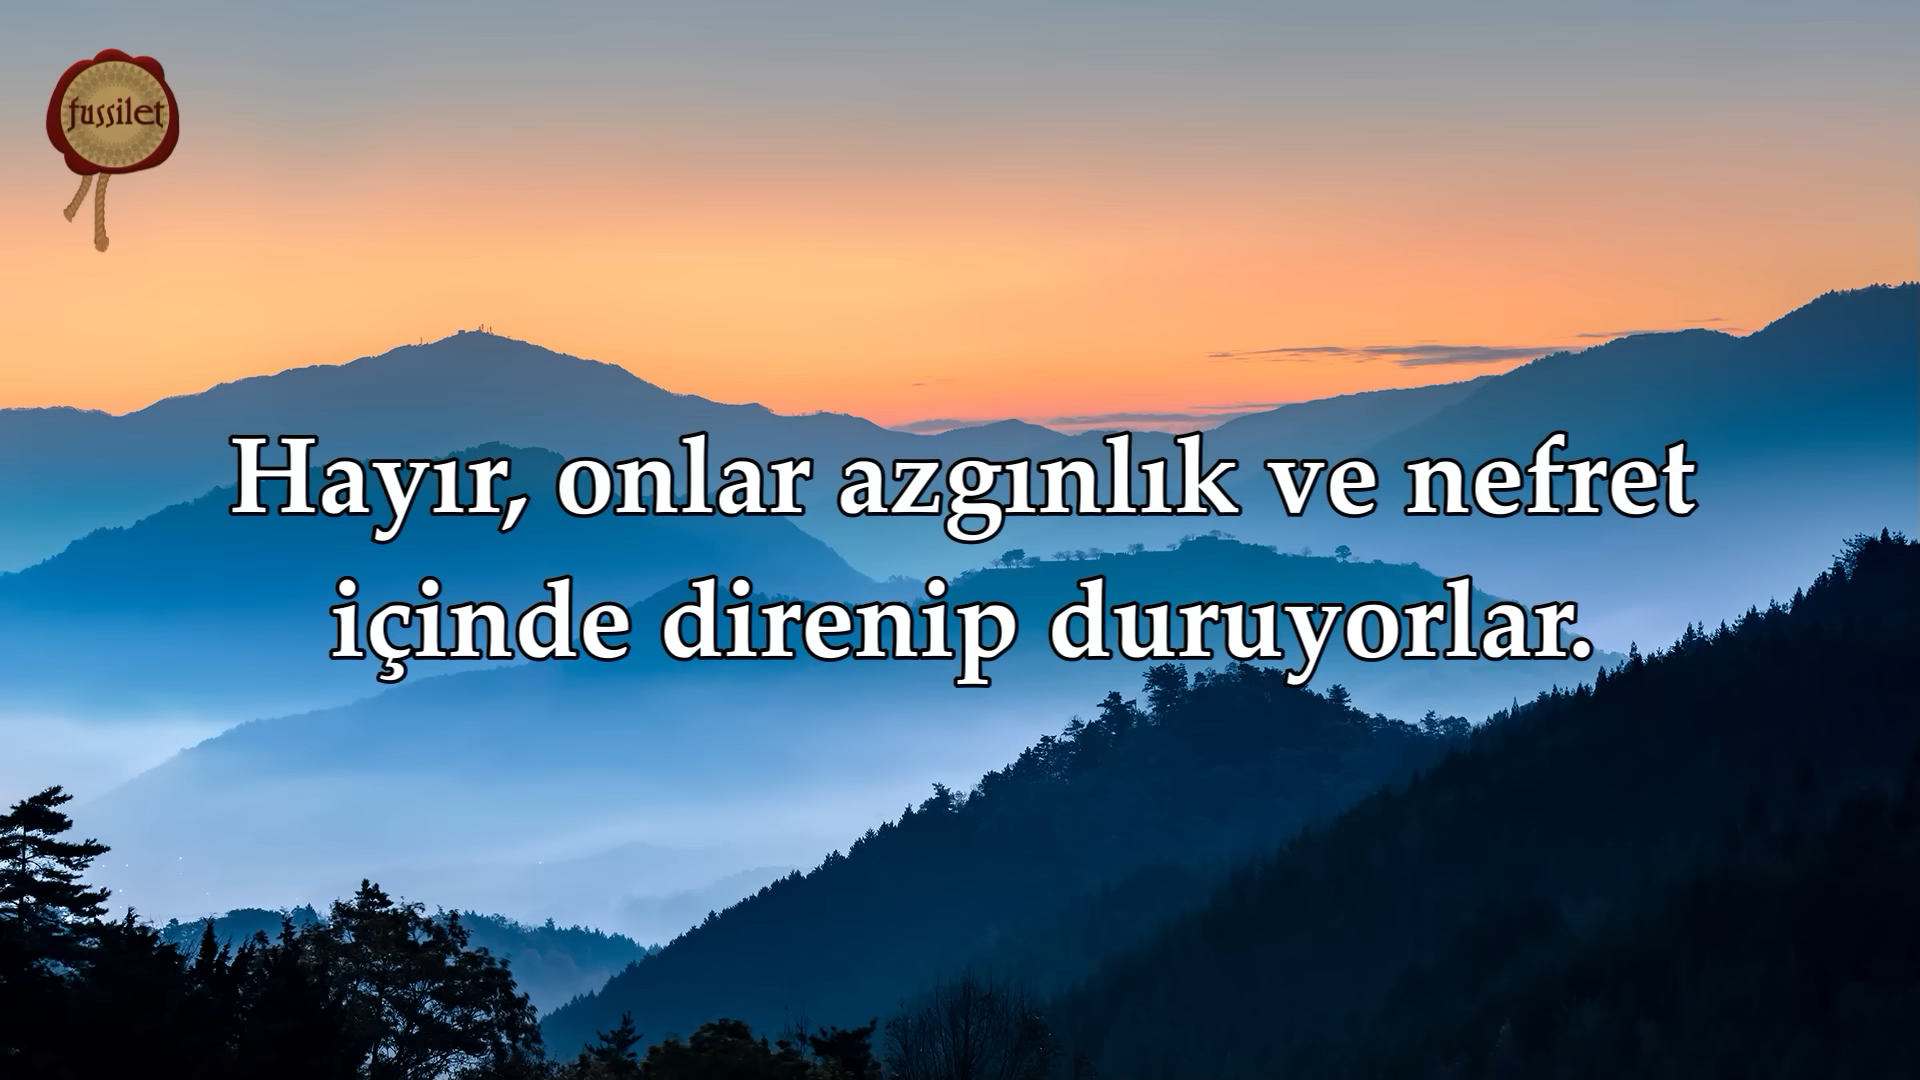 fussilet
Hayır, onlar azgınlık ve nefret
içinde direnip duruyorlar.